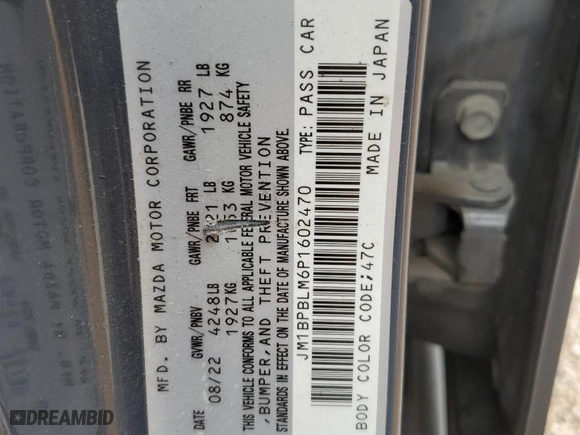 MFD. BY MAZDA MOTOR CORPORATION
GVWR/PNBV GAWR/PNBE FRT GAWR/PNBE RR
DATE
08/22 4248LB LB 1927 LB
1927KG KG 874 KG
THIS VEHICLE CONFORMS TO ALL APPLICABLE FEDERAL MOTOR VEHICLE SAFETY
,BUMPER,AND THEFT PREVENTION
STANDARDS IN EFFECT ON THE DATE OF MANUFACTURE SHOWN ABOVE.
JM1BPBLM6P1602470 TYPE: PASS CAR
BODY COLOR CODE:47C MADE IN JAPAN
DREAMBID